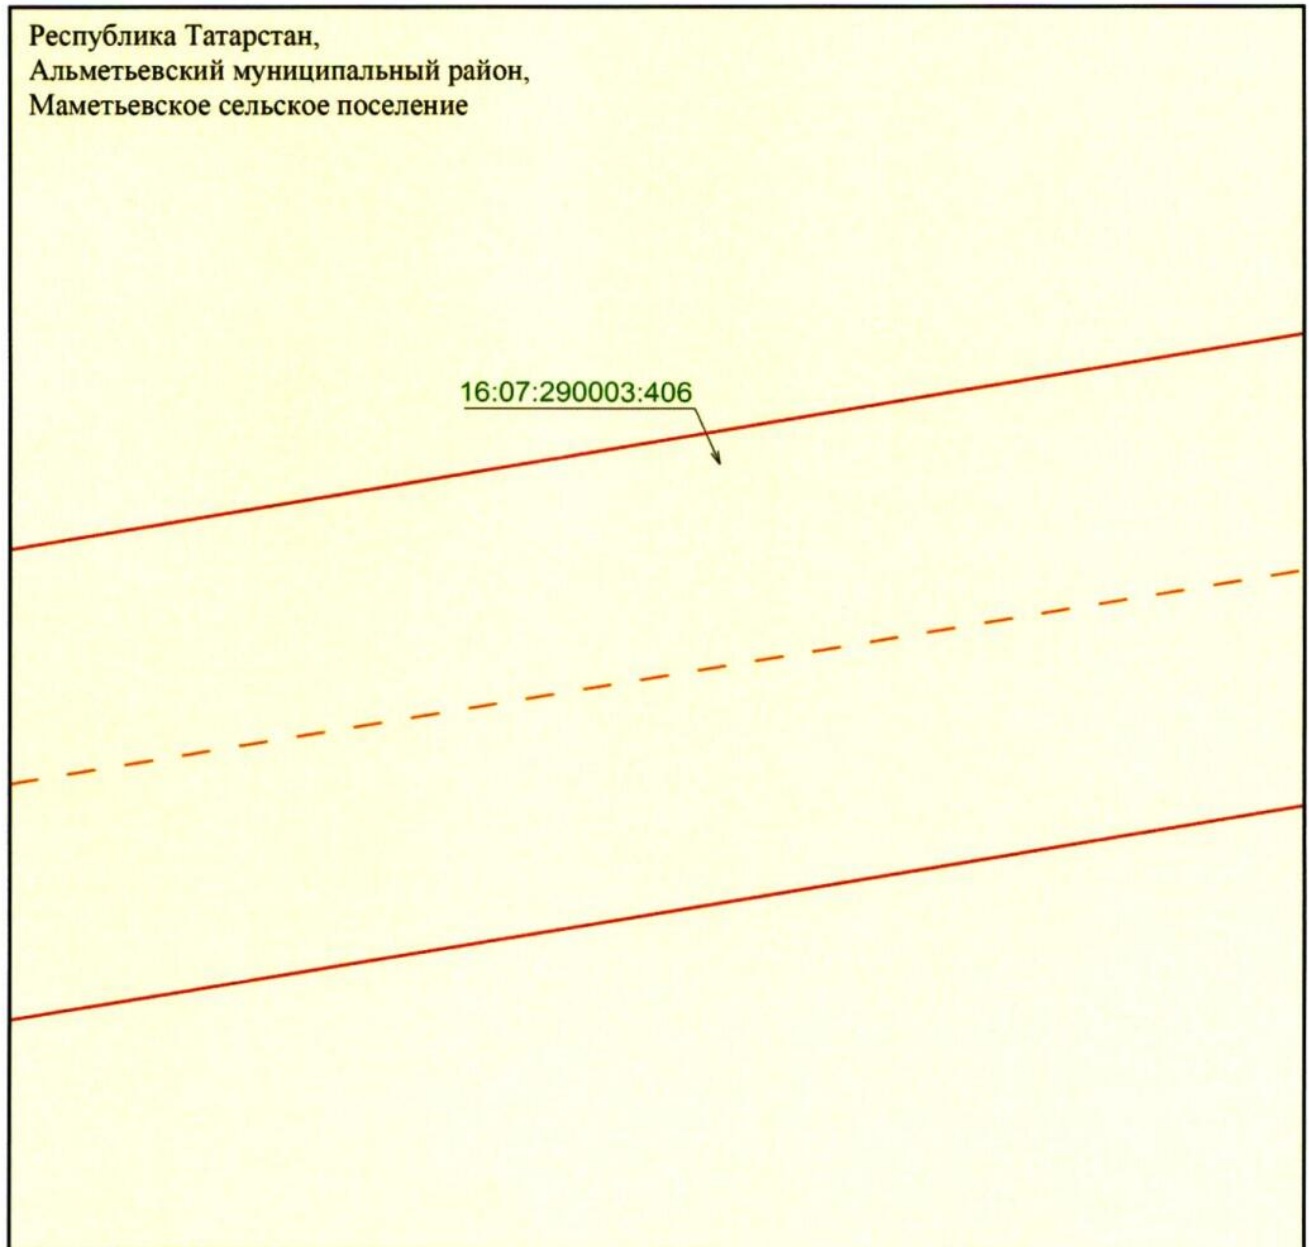 Республика Татарстан,
Альметьевский муниципальный район,
Маметьевское сельское поселение
16:07:290003:406